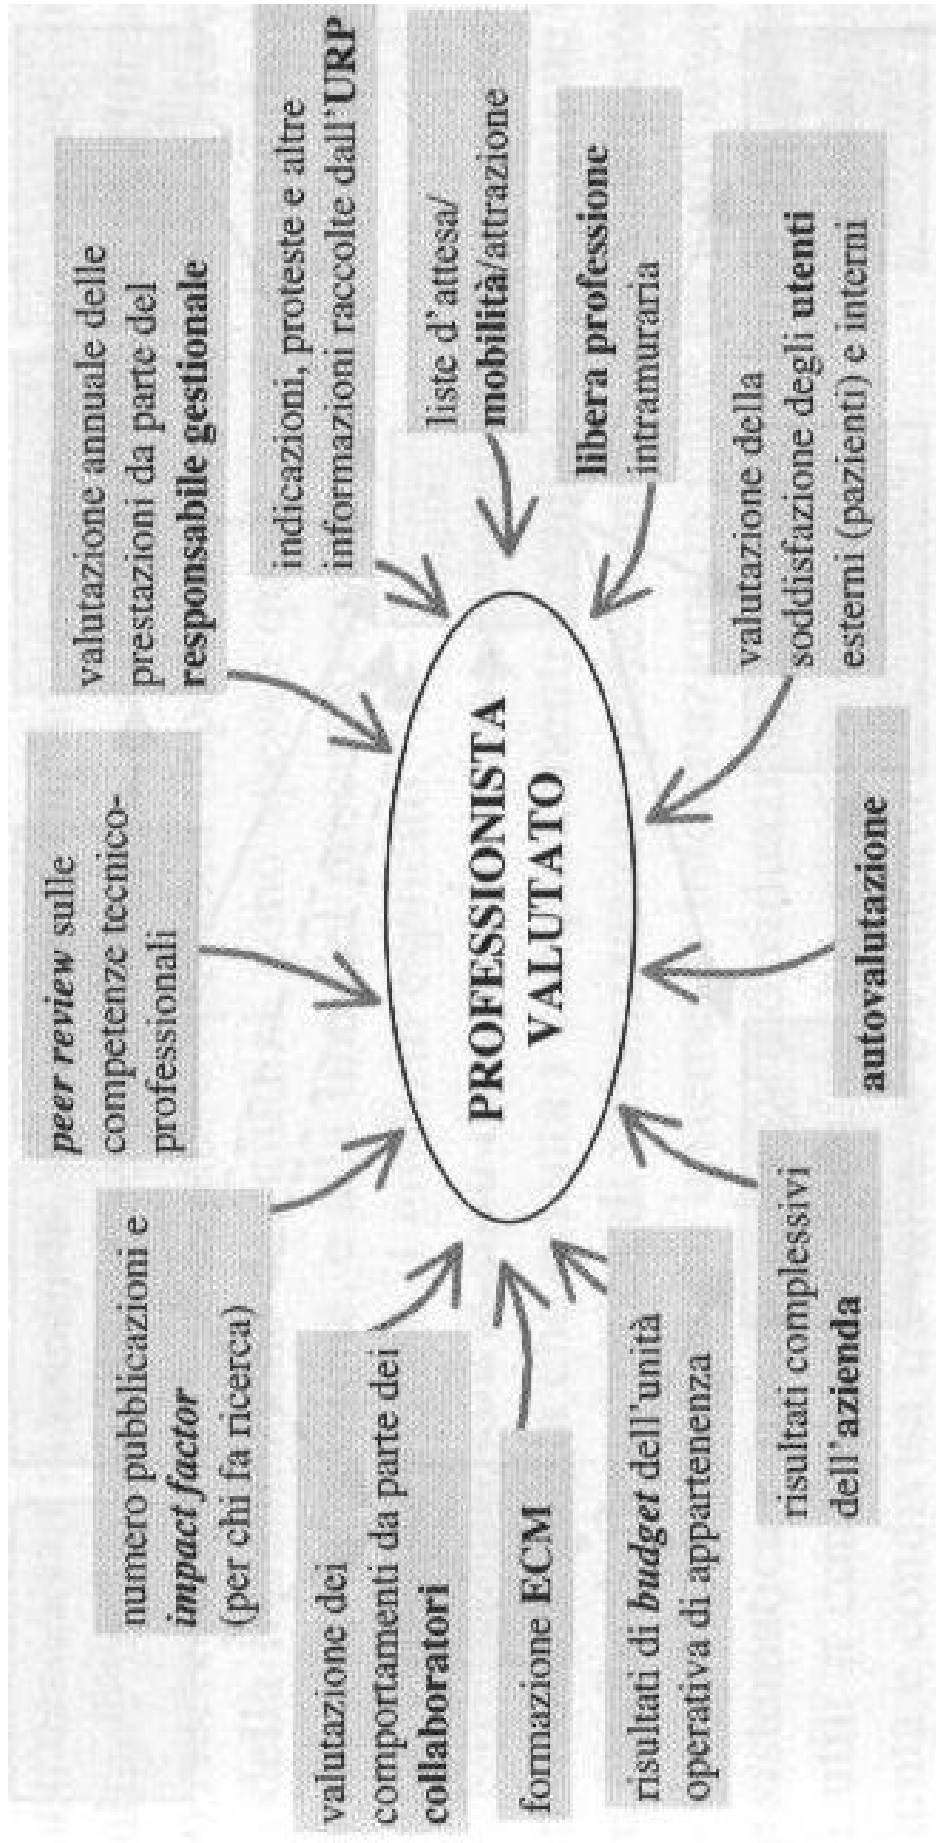 numero pubblicazioni e
impact factor
(per chi fa ricerca)
peer review sulle
competenze tecnico-
professionali
valutazione annuale delle
prestazioni da parte del
responsabile gestionale
indicazioni, proteste e altre
informazioni raccolte dall'URP
liste d'attesa/
mobilità/attrazione
libera professione
intramuraria
valutazione della
soddisfazione degli utenti
esterni (pazienti) e interni
autovalutazione
risultati complessivi
dell'azienda
risultati di budget dell'unità
operativa di appartenenza
formazione ECM
valutazione dei
comportamenti da parte dei
collaboratori
PROFESSIONISTA
VALUTATO